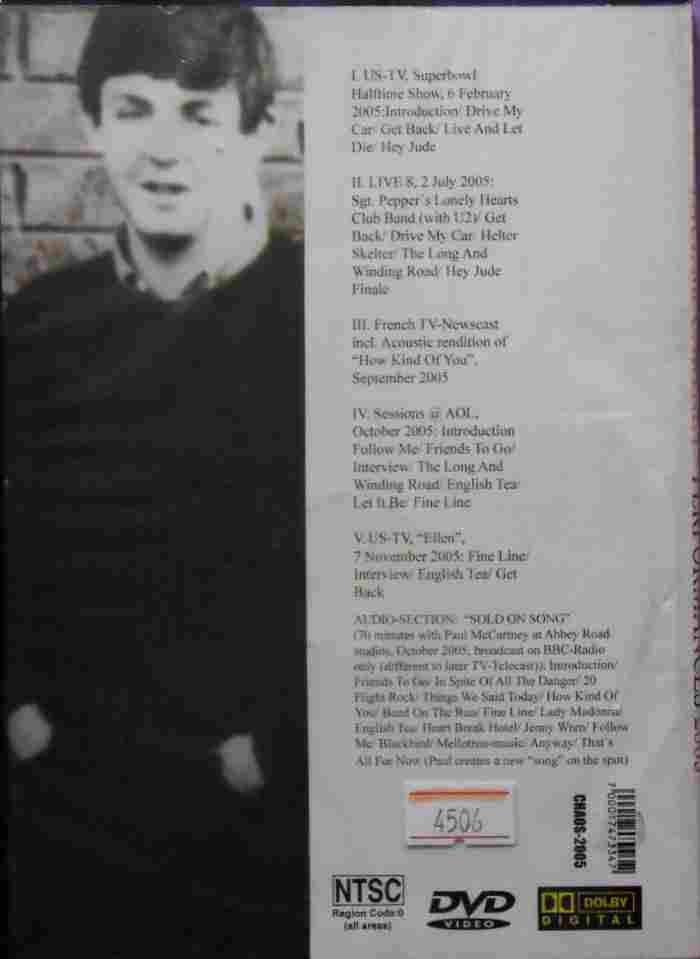 I. US-TV, Superbowl
Halftime Show, 6 February
2005:Introduction/ Drive My
Car/ Get Back/ Live And Let
Die/ Hey Jude
II. LIVE 8, 2 July 2005:
Sgt. Pepper`s Lonely Hearts
Club Band (with U2)/ Get
Back/ Drive My Car/ Helter
Skelter/ The Long And
Winding Road/ Hey Jude
Finale
III. French TV-Newscast
incl. Acoustic rendition of
“How Kind Of You”,
September 2005
IV. Sessions @ AOL,
October 2005: Introduction
Follow Me/ Friends To Go/
Interview/ The Long And
Winding Road/ English Tea/
Let It Be/ Fine Line
V. US-TV, “Ellen”,
7 November 2005: Fine Line/
Interview/ English Tea/ Get
Back
AUDIO-SECTION: “SOLD ON SONG”
(70 minutes with Paul McCartney at Abbey Road
studios, October 2005, broadcast on BBC-Radio
only (different to later TV-Telecast)): Introduction/
Friends To Go/ In Spite Of All The Danger/ 20
Flight Rock/ Things We Said Today/ How Kind Of
You/ Band On The Run/ Fine Line/ Lady Madonna/
English Tea/ Heart Break Hotel/ Jenny Wren/ Follow
Me/ Blackbird/ Mellotron-music/ Anyway/ That`s
All For Now (Paul creates a new “song” on the spot)
4506
CHAOS-2005
NTSC
Region Code:0
(all areas)
DVD
VIDEO
DOLBY
DIGITAL